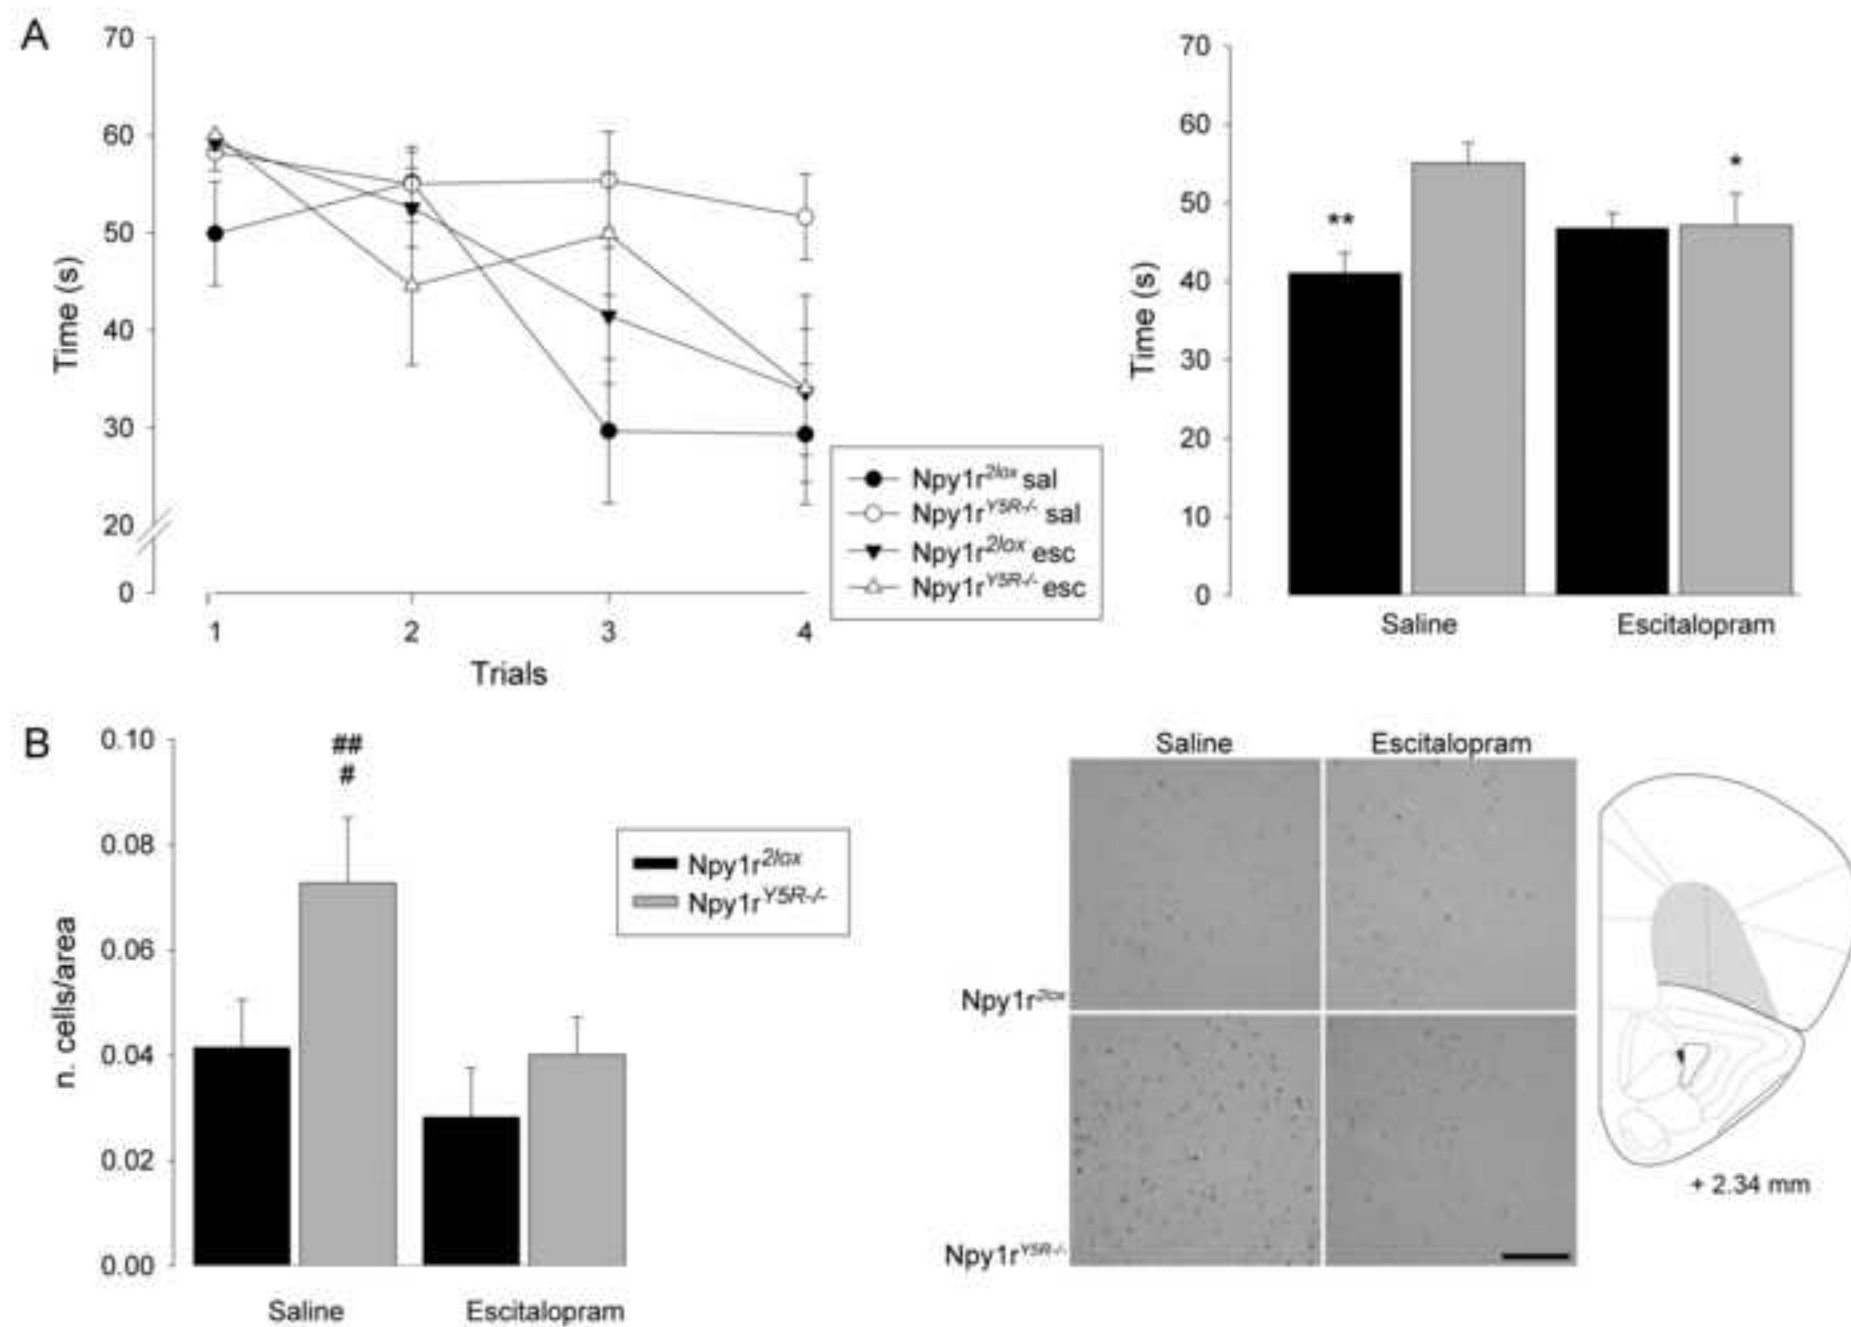 A
70
60
50
40
30
20
0
Time (s)
1 2 3 4
Trials
Npy1r2lox sal
Npy1rY5R-/- sal
Npy1r2lox esc
Npy1rY5R-/- esc
70
60
50
40
30
20
10
0
Time (s)
**
*
Saline Escitalopram
B
0.10
0.08
0.06
0.04
0.02
0.00
n. cells/area
##
#
Saline Escitalopram
Npy1r2lox
Npy1rY5R-/-
Saline Escitalopram
Npy1r2lox
Npy1rY5R-/-
+ 2.34 mm